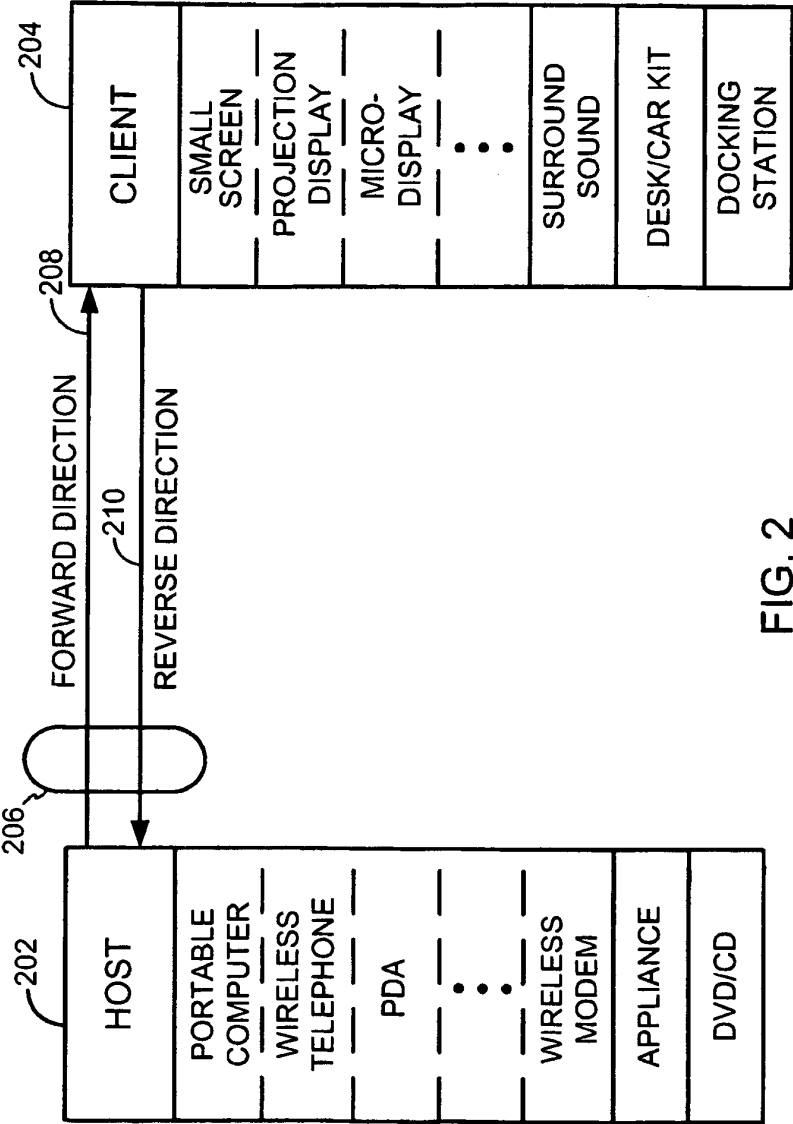 202
HOST
PORTABLE
COMPUTER
WIRELESS
TELEPHONE
PDA
• • •
WIRELESS
MODEM
APPLIANCE
DVD/CD
206
FORWARD DIRECTION
208
210
REVERSE DIRECTION
204
CLIENT
SMALL
SCREEN
PROJECTION
DISPLAY
MICRO-
DISPLAY
• • •
SURROUND
SOUND
DESK/CAR KIT
DOCKING
STATION
FIG. 2